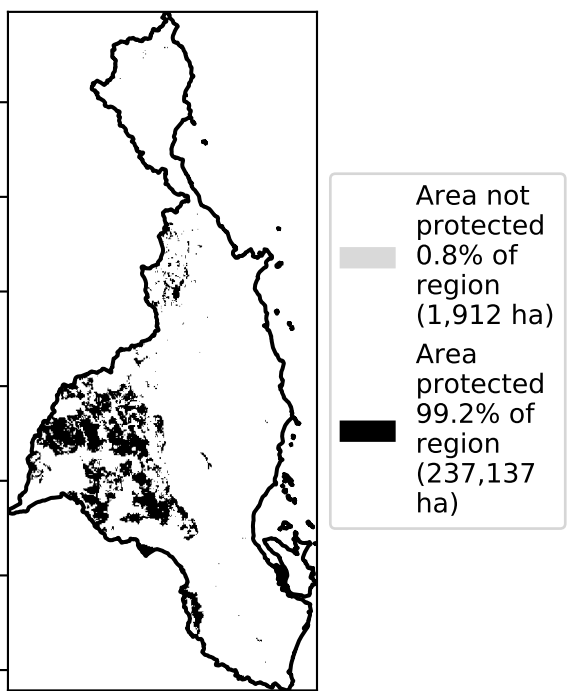 Area not
protected
0.8% of
region
(1,912 ha)
Area
protected
99.2% of
region
(237,137
ha)